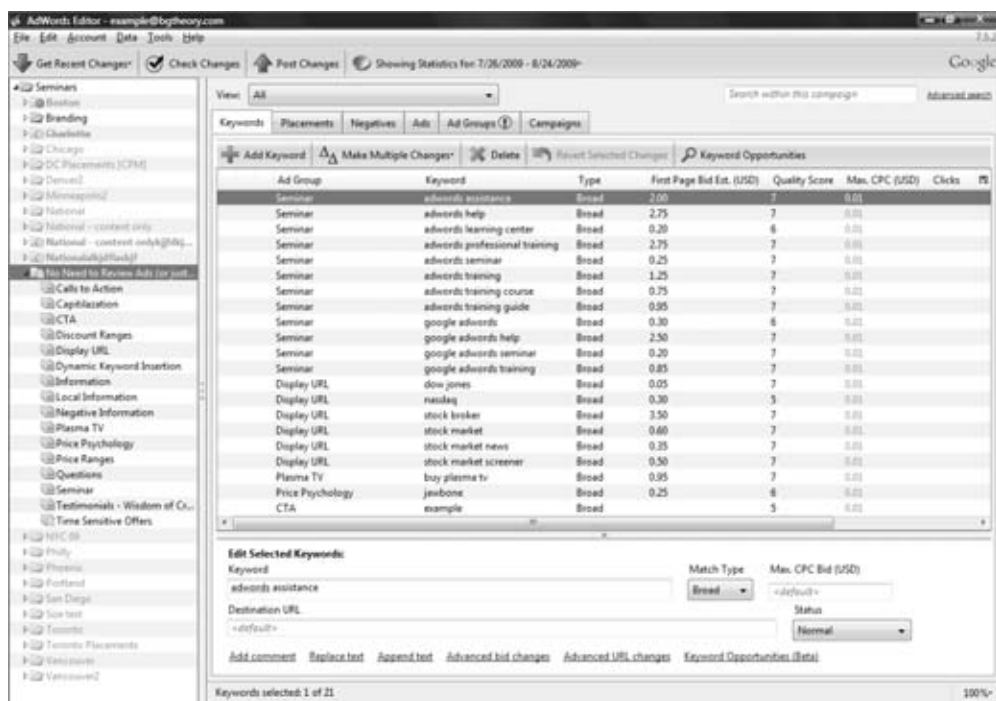 AdWords Editor - example@bgtheory.com
File Edit Account Data Tools Help
7.5.2
Get Recent Changes Check Changes Post Changes Showing Statistics for: 7/26/2009 - 8/24/2009
Google
Seminars
Boston
Branding
Charlotte
Chicago
DC Placements [CPM]
Denver2
Minneapolis2
National
National - content only
National - content
No Need to Review Ads (or just...
Calls to Action
Capitilazation
CTA
Discount Ranges
Display URL
Dynamic Keyword Insertion
Information
Local Information
Negative Information
Plasma TV
Price Psychology
Price Ranges
Questions
Seminar
Testimonials - Wisdom of Cr...
Time Sensitive Offers
Philly
Phoenix
Portland
San Diego
Toronto
Toronto Placements
Vancouver
Vancouver2
View: All
Search within this campaign
Advanced search
Keywords Placements Negatives Ads Ad Groups Campaigns
Add Keyword Make Multiple Changes Delete Revert Selected Changes Keyword Opportunities
Ad Group Keyword Type First Page Bid Est. (USD) Quality Score Max. CPC (USD) Clicks
Seminar adwords assistance Broad 2.00 7 0.01
Seminar adwords help Broad 2.75 7 0.01
Seminar adwords learning center Broad 0.20 6 0.01
Seminar adwords professional training Broad 2.75 7 0.01
Seminar adwords seminar Broad 0.25 7 0.01
Seminar adwords training Broad 1.25 7 0.01
Seminar adwords training course Broad 0.75 7 0.01
Seminar adwords training guide Broad 0.95 7 0.01
Seminar google adwords Broad 0.30 6 0.01
Seminar google adwords help Broad 2.50 7 0.01
Seminar google adwords seminar Broad 0.20 7 0.01
Seminar google adwords training Broad 0.85 7 0.01
Display URL dow jones Broad 0.05 7 0.01
Display URL nasdaq Broad 0.30 5 0.01
Display URL stock broker Broad 3.50 7 0.01
Display URL stock market Broad 0.60 7 0.01
Display URL stock market news Broad 0.35 7 0.01
Display URL stock market screener Broad 0.50 7 0.01
Plasma TV buy plasma tv Broad 0.95 7 0.01
Price Psychology jawbone Broad 0.25 6 0.01
CTA example Broad 5 0.01
Edit Selected Keywords:
Keyword Match Type Max. CPC Bid (USD)
adwords assistance Broad <default>
Destination URL Status
<default> Normal
Add comment Replace text Append text Advanced bid changes Advanced URL changes Keyword Opportunities (Beta)
Keywords selected: 1 of 21
100%